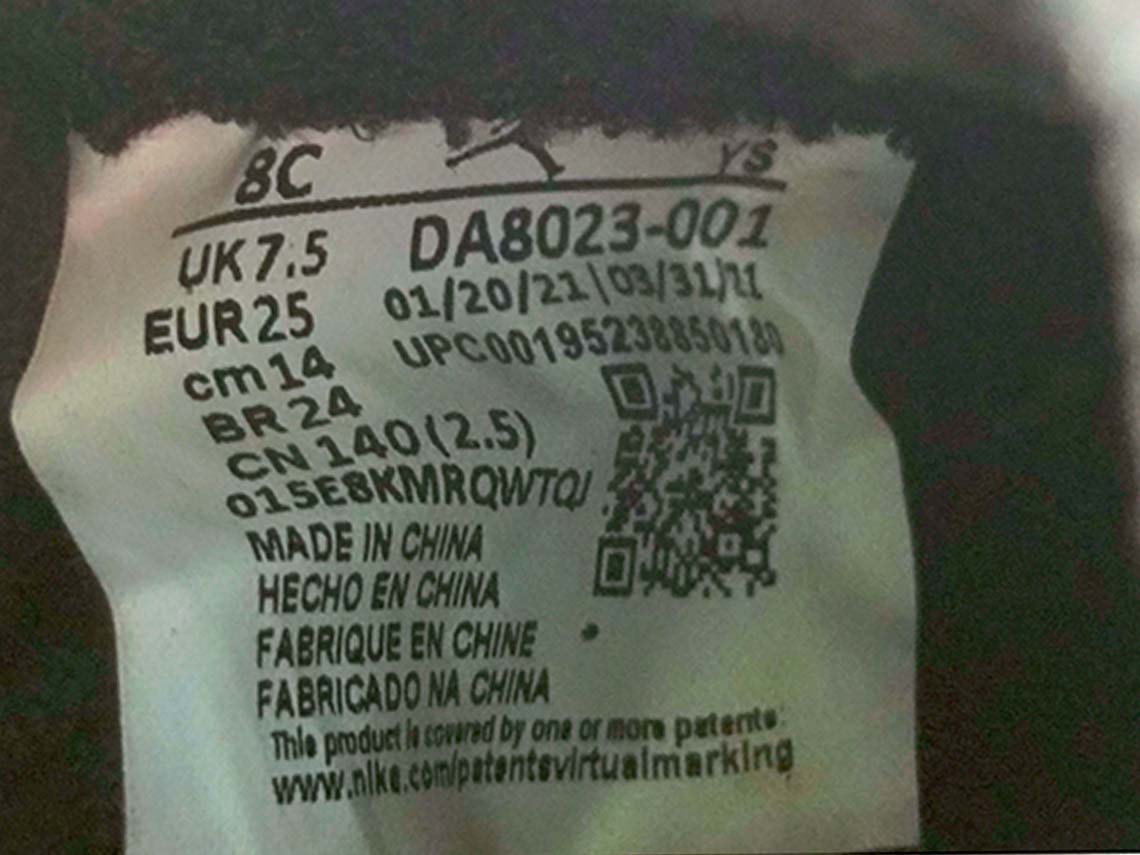 8C YS
UK 7.5 DA8023-001
EUR 25 01/20/21\03/31/21
cm 14 UPC00195238850180
BR 24
CN 140 (2.5)
015E8KMRQWTQJ
MADE IN CHINA
HECHO EN CHINA
FABRIQUE EN CHINE
FABRICADO NA CHINA
This product is covered by one or more patents:
www.nike.com/patentsvirtualmarking